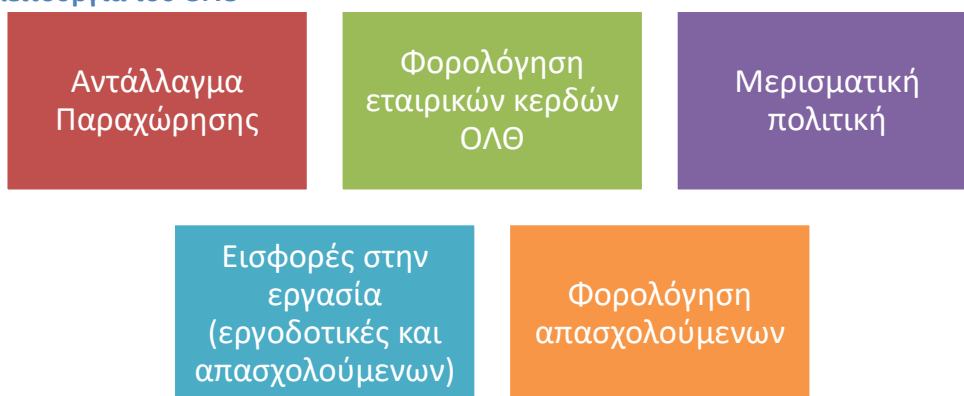 Αντάλλαγμα
Παραχώρησης
Φορολόγηση
εταιρικών κερδών
ΟΛΘ
Μερισματική
πολιτική
Εισφορές στην
εργασία
(εργοδοτικές και
απασχολούμενων)
Φορολόγηση
απασχολούμενων